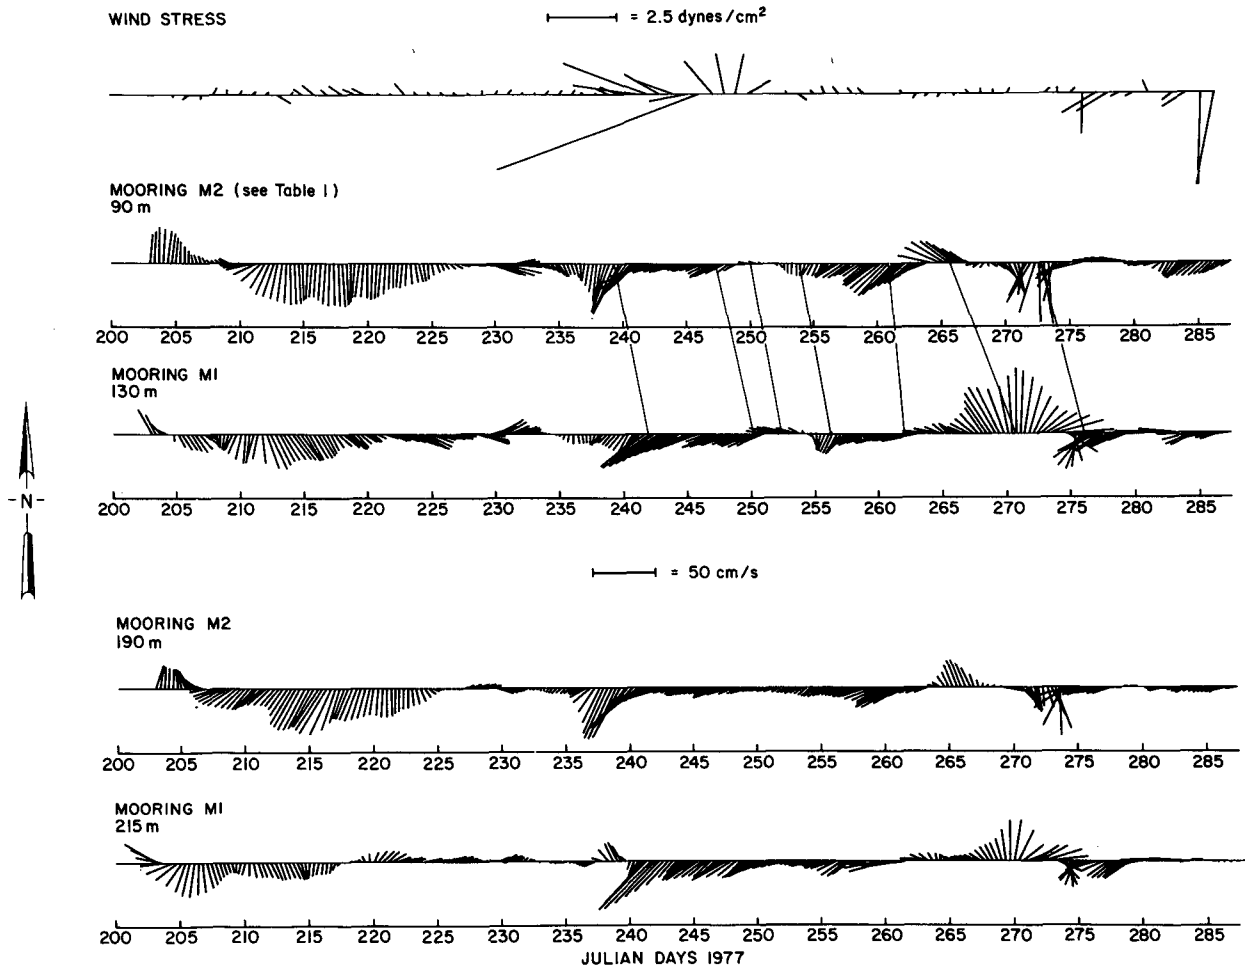 WIND STRESS
= 2.5 dynes/cm²
MOORING M2 (see Table 1)
90 m
200 205 210 215 220 225 230 235 240 245 250 255 260 265 270 275 280 285
MOORING M1
130 m
-N-
200 205 210 215 220 225 230 235 240 245 250 255 260 265 270 275 280 285
= 50 cm/s
MOORING M2
190 m
200 205 210 215 220 225 230 235 240 245 250 255 260 265 270 275 280 285
MOORING M1
215 m
200 205 210 215 220 225 230 235 240 245 250 255 260 265 270 275 280 285
JULIAN DAYS 1977